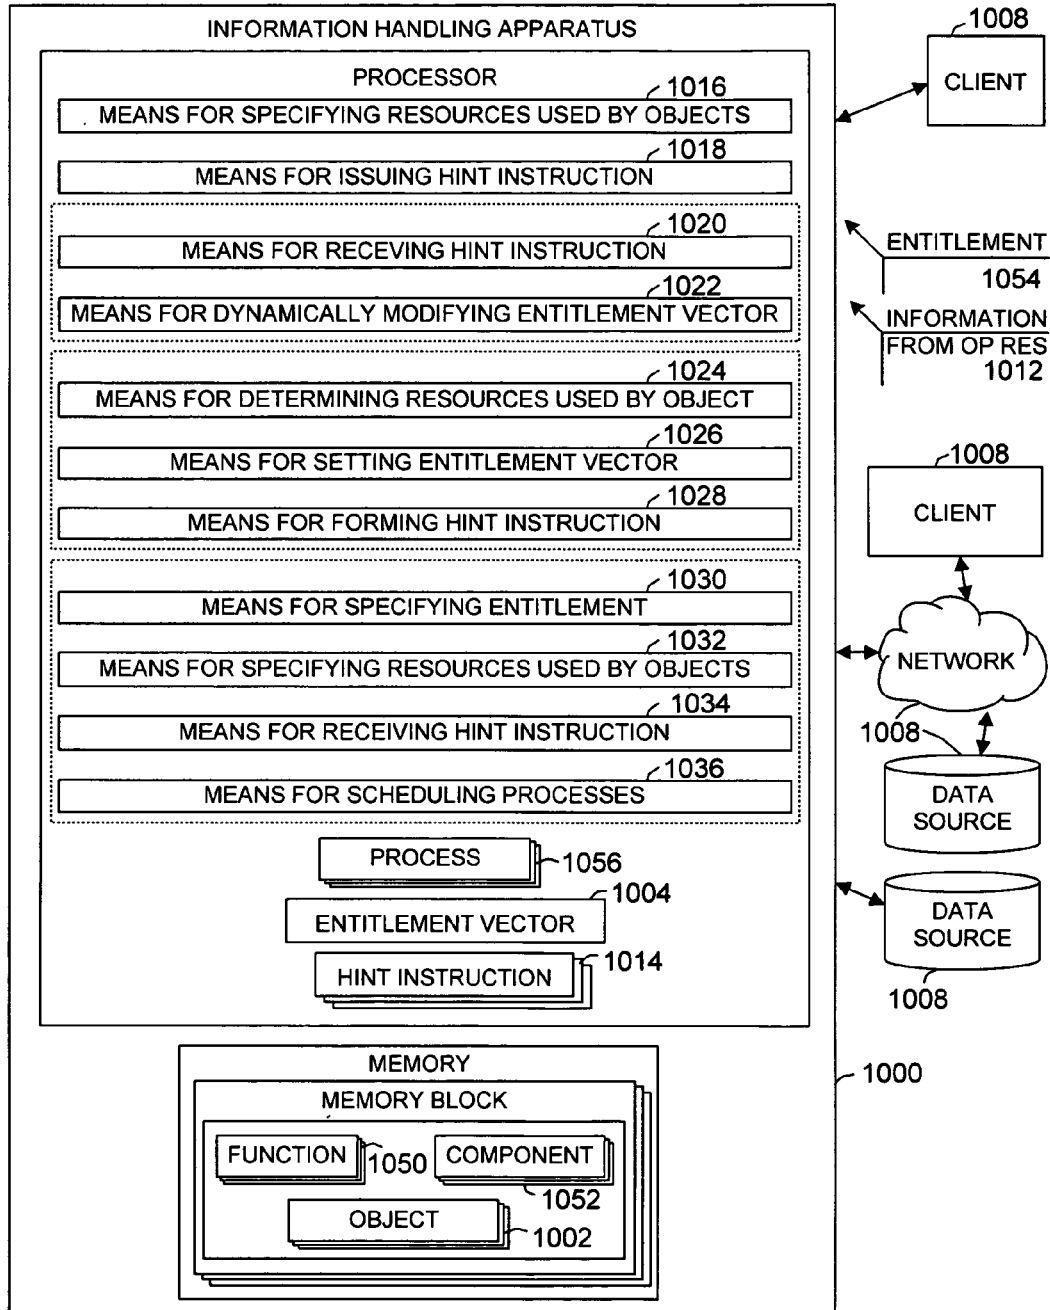 INFORMATION HANDLING APPARATUS
PROCESSOR
1016
MEANS FOR SPECIFYING RESOURCES USED BY OBJECTS
1018
MEANS FOR ISSUING HINT INSTRUCTION
1020
MEANS FOR RECEVING HINT INSTRUCTION
1022
MEANS FOR DYNAMICALLY MODIFYING ENTITLEMENT VECTOR
1024
MEANS FOR DETERMINING RESOURCES USED BY OBJECT
1026
MEANS FOR SETTING ENTITLEMENT VECTOR
1028
MEANS FOR FORMING HINT INSTRUCTION
1030
MEANS FOR SPECIFYING ENTITLEMENT
1032
MEANS FOR SPECIFYING RESOURCES USED BY OBJECTS
1034
MEANS FOR RECEIVING HINT INSTRUCTION
1036
MEANS FOR SCHEDULING PROCESSES
PROCESS
1056
1004
ENTITLEMENT VECTOR
HINT INSTRUCTION
1014
MEMORY
MEMORY BLOCK
FUNCTION
1050
COMPONENT
1052
OBJECT
1002
1008
CLIENT
ENTITLEMENT
1054
INFORMATION
FROM OP RES
1012
1008
CLIENT
NETWORK
1008
DATA
SOURCE
DATA
SOURCE
1008
1000